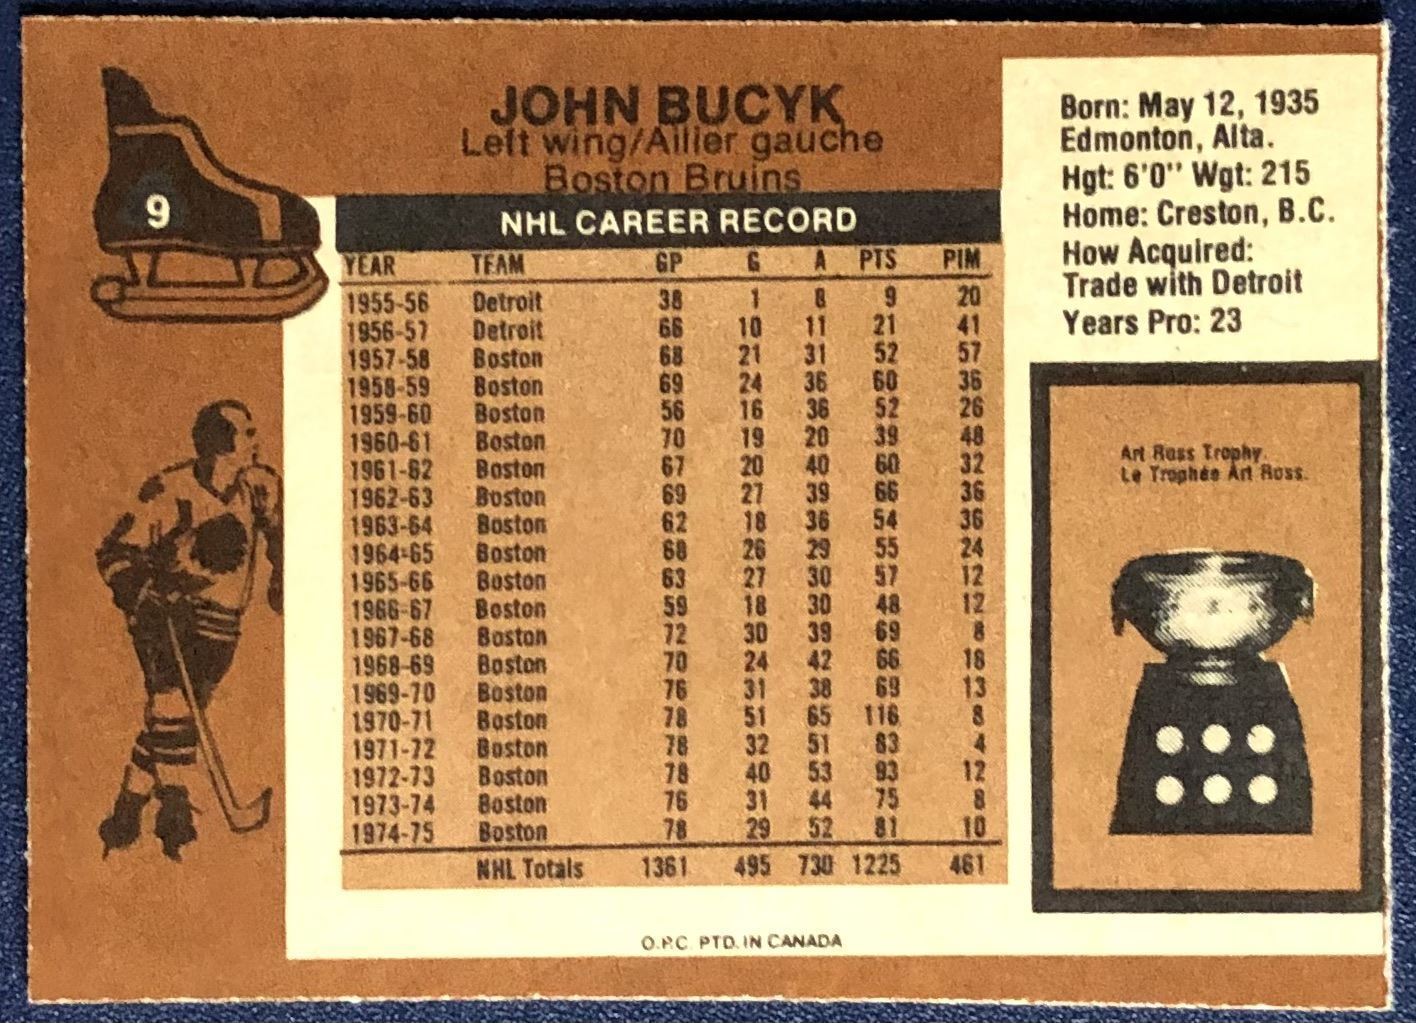 9
JOHN BUCYK
Left wing/Ailier gauche
Boston Bruins
NHL CAREER RECORD
YEAR TEAM GP G A PTS PIM
1955-56 Detroit 38 1 8 9 20
1956-57 Detroit 66 10 11 21 41
1957-58 Boston 68 21 31 52 57
1958-59 Boston 69 24 36 60 36
1959-60 Boston 56 16 36 52 26
1960-61 Boston 70 19 20 39 48
1961-62 Boston 67 20 40 60 32
1962-63 Boston 69 27 39 66 36
1963-64 Boston 62 18 36 54 36
1964-65 Boston 68 26 29 55 24
1965-66 Boston 63 27 30 57 12
1966-67 Boston 59 18 30 48 12
1967-68 Boston 72 30 39 69 8
1968-69 Boston 70 24 42 66 18
1969-70 Boston 76 31 38 69 13
1970-71 Boston 78 51 65 116 8
1971-72 Boston 78 32 51 83 4
1972-73 Boston 78 40 53 93 12
1973-74 Boston 76 31 44 75 8
1974-75 Boston 78 29 52 81 10
NHL Totals 1361 495 730 1225 461
O.P.C. PTD. IN CANADA
Born: May 12, 1935
Edmonton, Alta.
Hgt: 6'0" Wgt: 215
Home: Creston, B.C.
How Acquired:
Trade with Detroit
Years Pro: 23
Art Ross Trophy.
Le Trophée Art Ross.